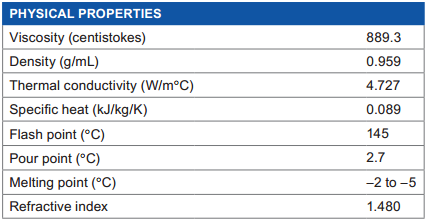 PHYSICAL PROPERTIES
Viscosity (centistokes) 889.3
Density (g/mL) 0.959
Thermal conductivity (W/m°C) 4.727
Specific heat (kJ/kg/K) 0.089
Flash point (°C) 145
Pour point (°C) 2.7
Melting point (°C) –2 to –5
Refractive index 1.480